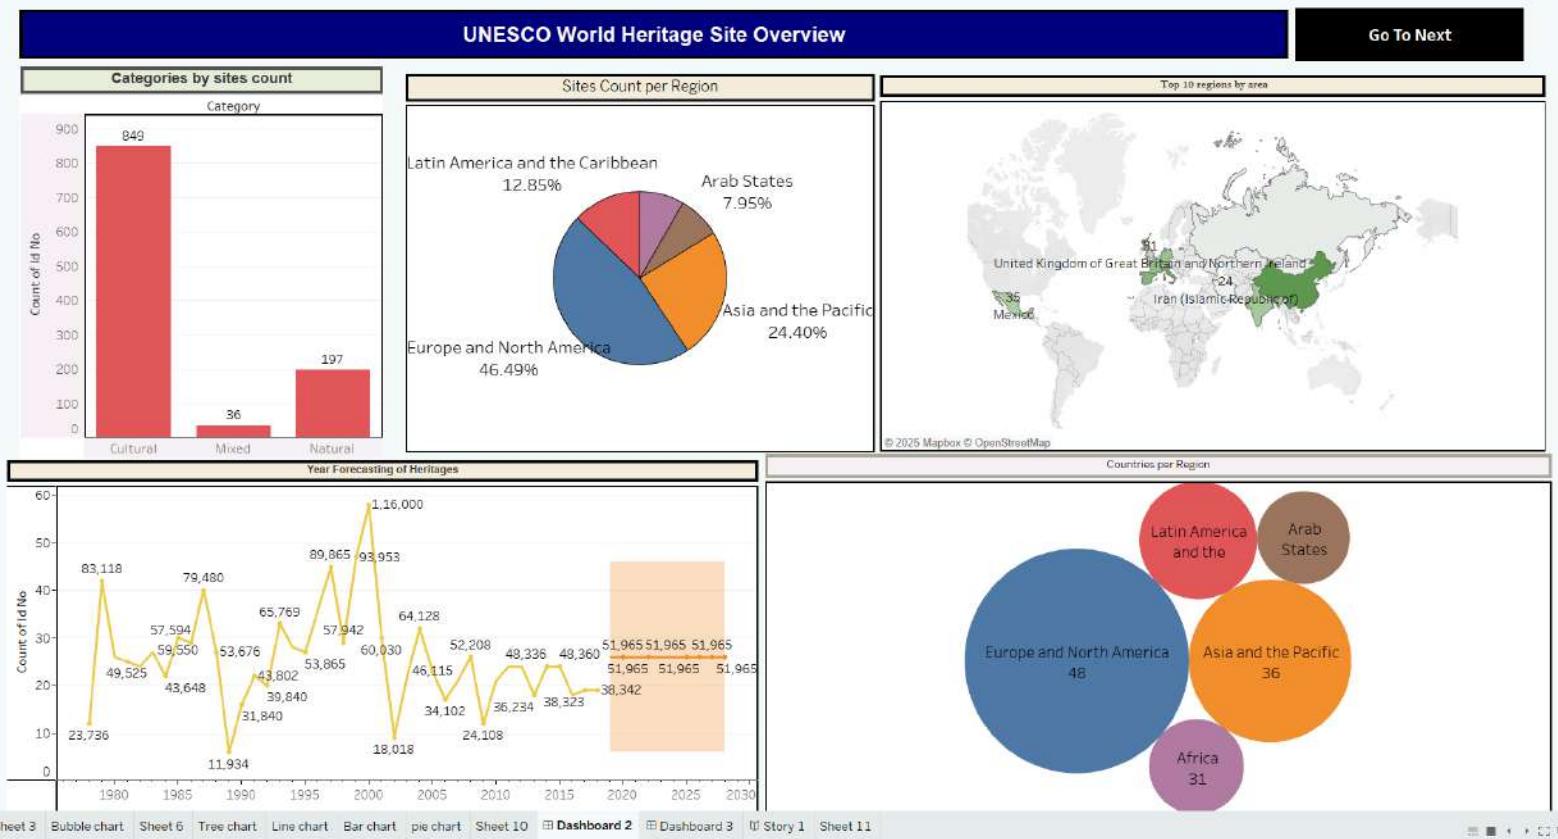 UNESCO World Heritage Site Overview
Go To Next
Categories by sites count
Category
Count of Id No
900
800
700
600
500
400
300
200
100
0
849
36
197
Cultural
Mixed
Natural
Sites Count per Region
Latin America and the Caribbean
12.85%
Arab States
7.95%
Asia and the Pacific
24.40%
Europe and North America
46.49%
Top 10 regions by area
31
United Kingdom of Great Britain and Northern Ireland
24
Iran (Islamic Republic of)
35
Mexico
© 2025 Mapbox © OpenStreetMap
Year Forecasting of Heritages
Count of Id No
60
50
40
30
20
10
0
23,736
83,118
49,525
57,594
59,550
43,648
79,480
53,676
11,934
31,840
43,802
39,840
65,769
53,865
89,865
57,942
93,953
1,16,000
60,030
18,018
64,128
46,115
34,102
52,208
24,108
48,336
36,234
48,360
38,323
38,342
51,965 51,965 51,965
51,965 51,965 51,965
1980
1985
1990
1995
2000
2005
2010
2015
2020
2025
2030
Countries per Region
Latin America
and the
Arab
States
Europe and North America
48
Asia and the Pacific
36
Africa
31
heet 3
Bubble chart
Sheet 6
Tree chart
Line chart
Bar chart
pie chart
Sheet 10
Dashboard 2
Dashboard 3
Story 1
Sheet 11